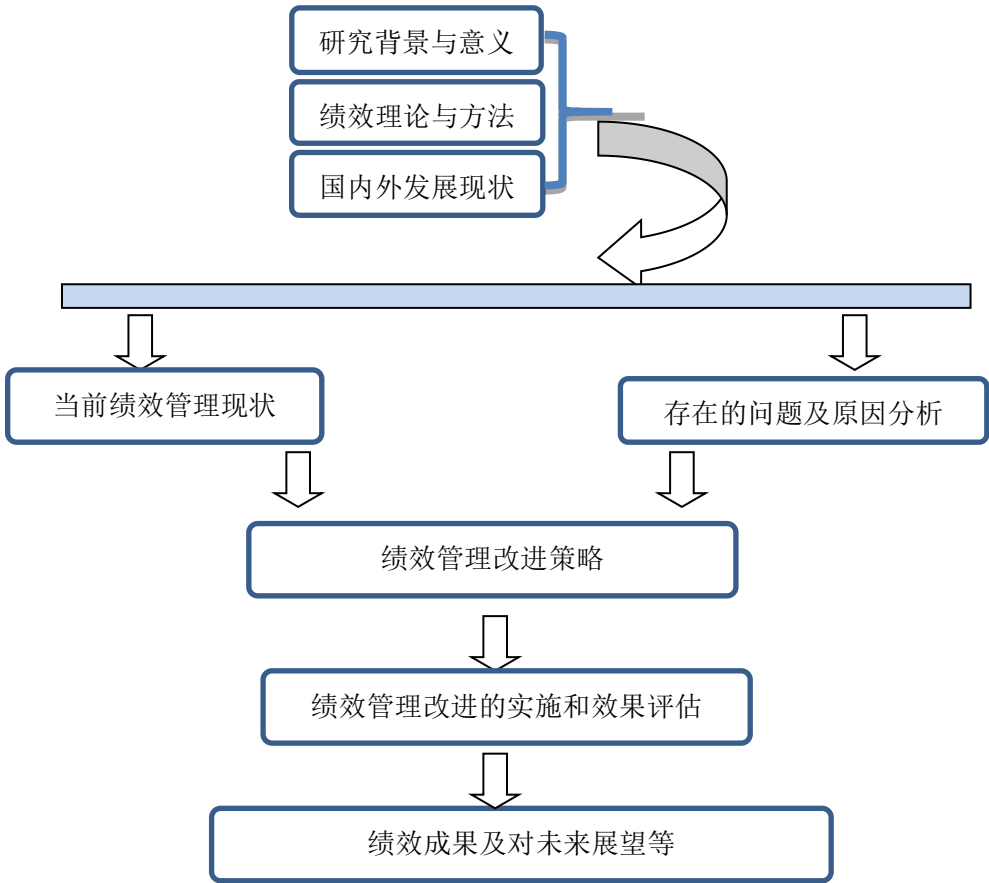 研究背景与意义
绩效理论与方法
国内外发展现状
当前绩效管理现状
存在的问题及原因分析
绩效管理改进策略
绩效管理改进的实施和效果评估
绩效成果及对未来展望等